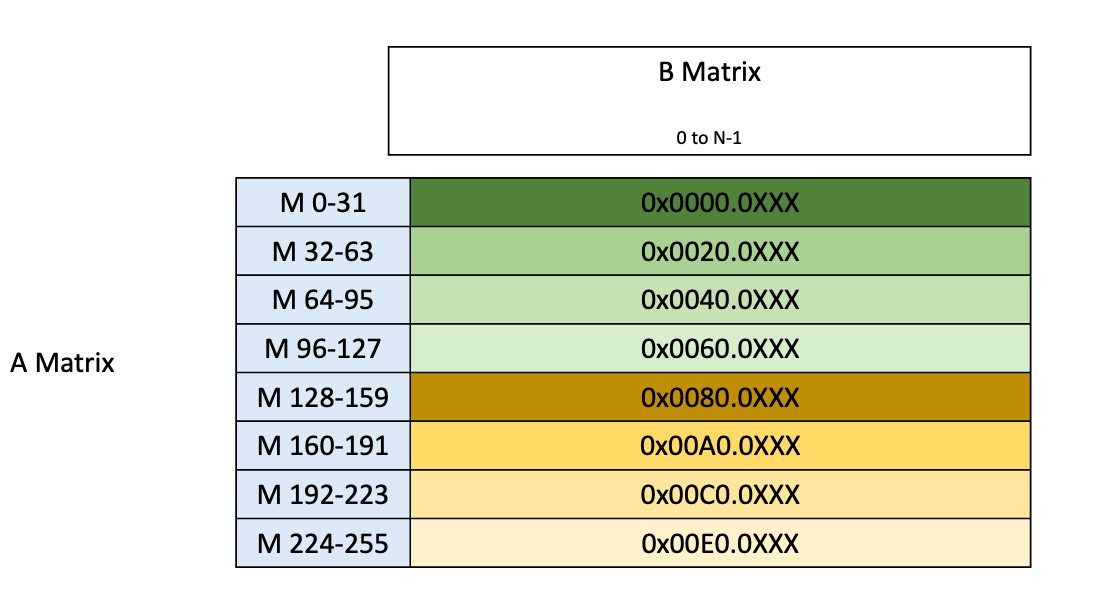 B Matrix
0 to N-1
M 0-31 0x0000.0XXX
M 32-63 0x0020.0XXX
M 64-95 0x0040.0XXX
M 96-127 0x0060.0XXX
A Matrix
M 128-159 0x0080.0XXX
M 160-191 0x00A0.0XXX
M 192-223 0x00C0.0XXX
M 224-255 0x00E0.0XXX